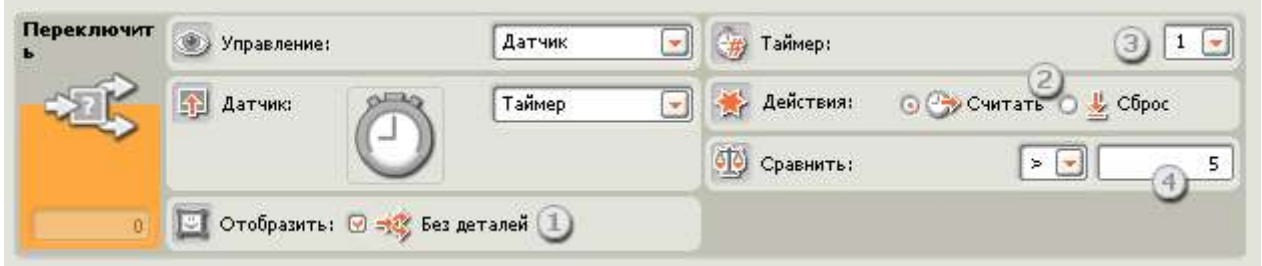 Переключит
ь
Управление:
Датчик
Датчик:
Таймер
Отобразить:
Без деталей
1
0
Таймер:
3
1
2
Действия:
Считать
Сброс
Сравнить:
>
5
4